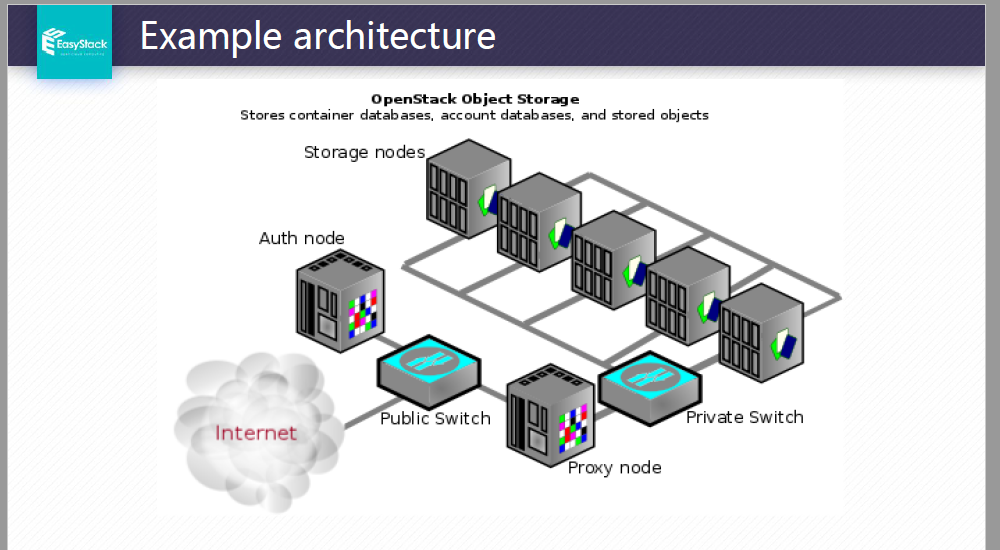 EasyStack
Example architecture
OpenStack Object Storage
Stores container databases, account databases, and stored objects
Storage nodes
Auth node
Public Switch
Private Switch
Internet
Proxy node